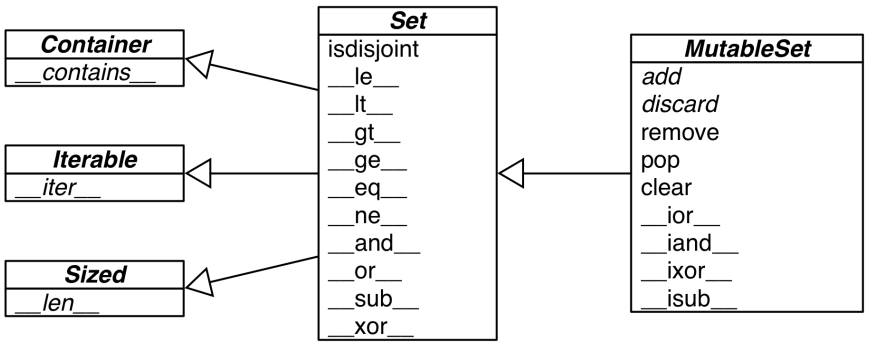 Container
__contains__
Iterable
__iter__
Sized
__len__
Set
isdisjoint
__le__
__lt__
__gt__
__ge__
__eq__
__ne__
__and__
__or__
__sub__
__xor__
MutableSet
add
discard
remove
pop
clear
__ior__
__iand__
__ixor__
__isub__